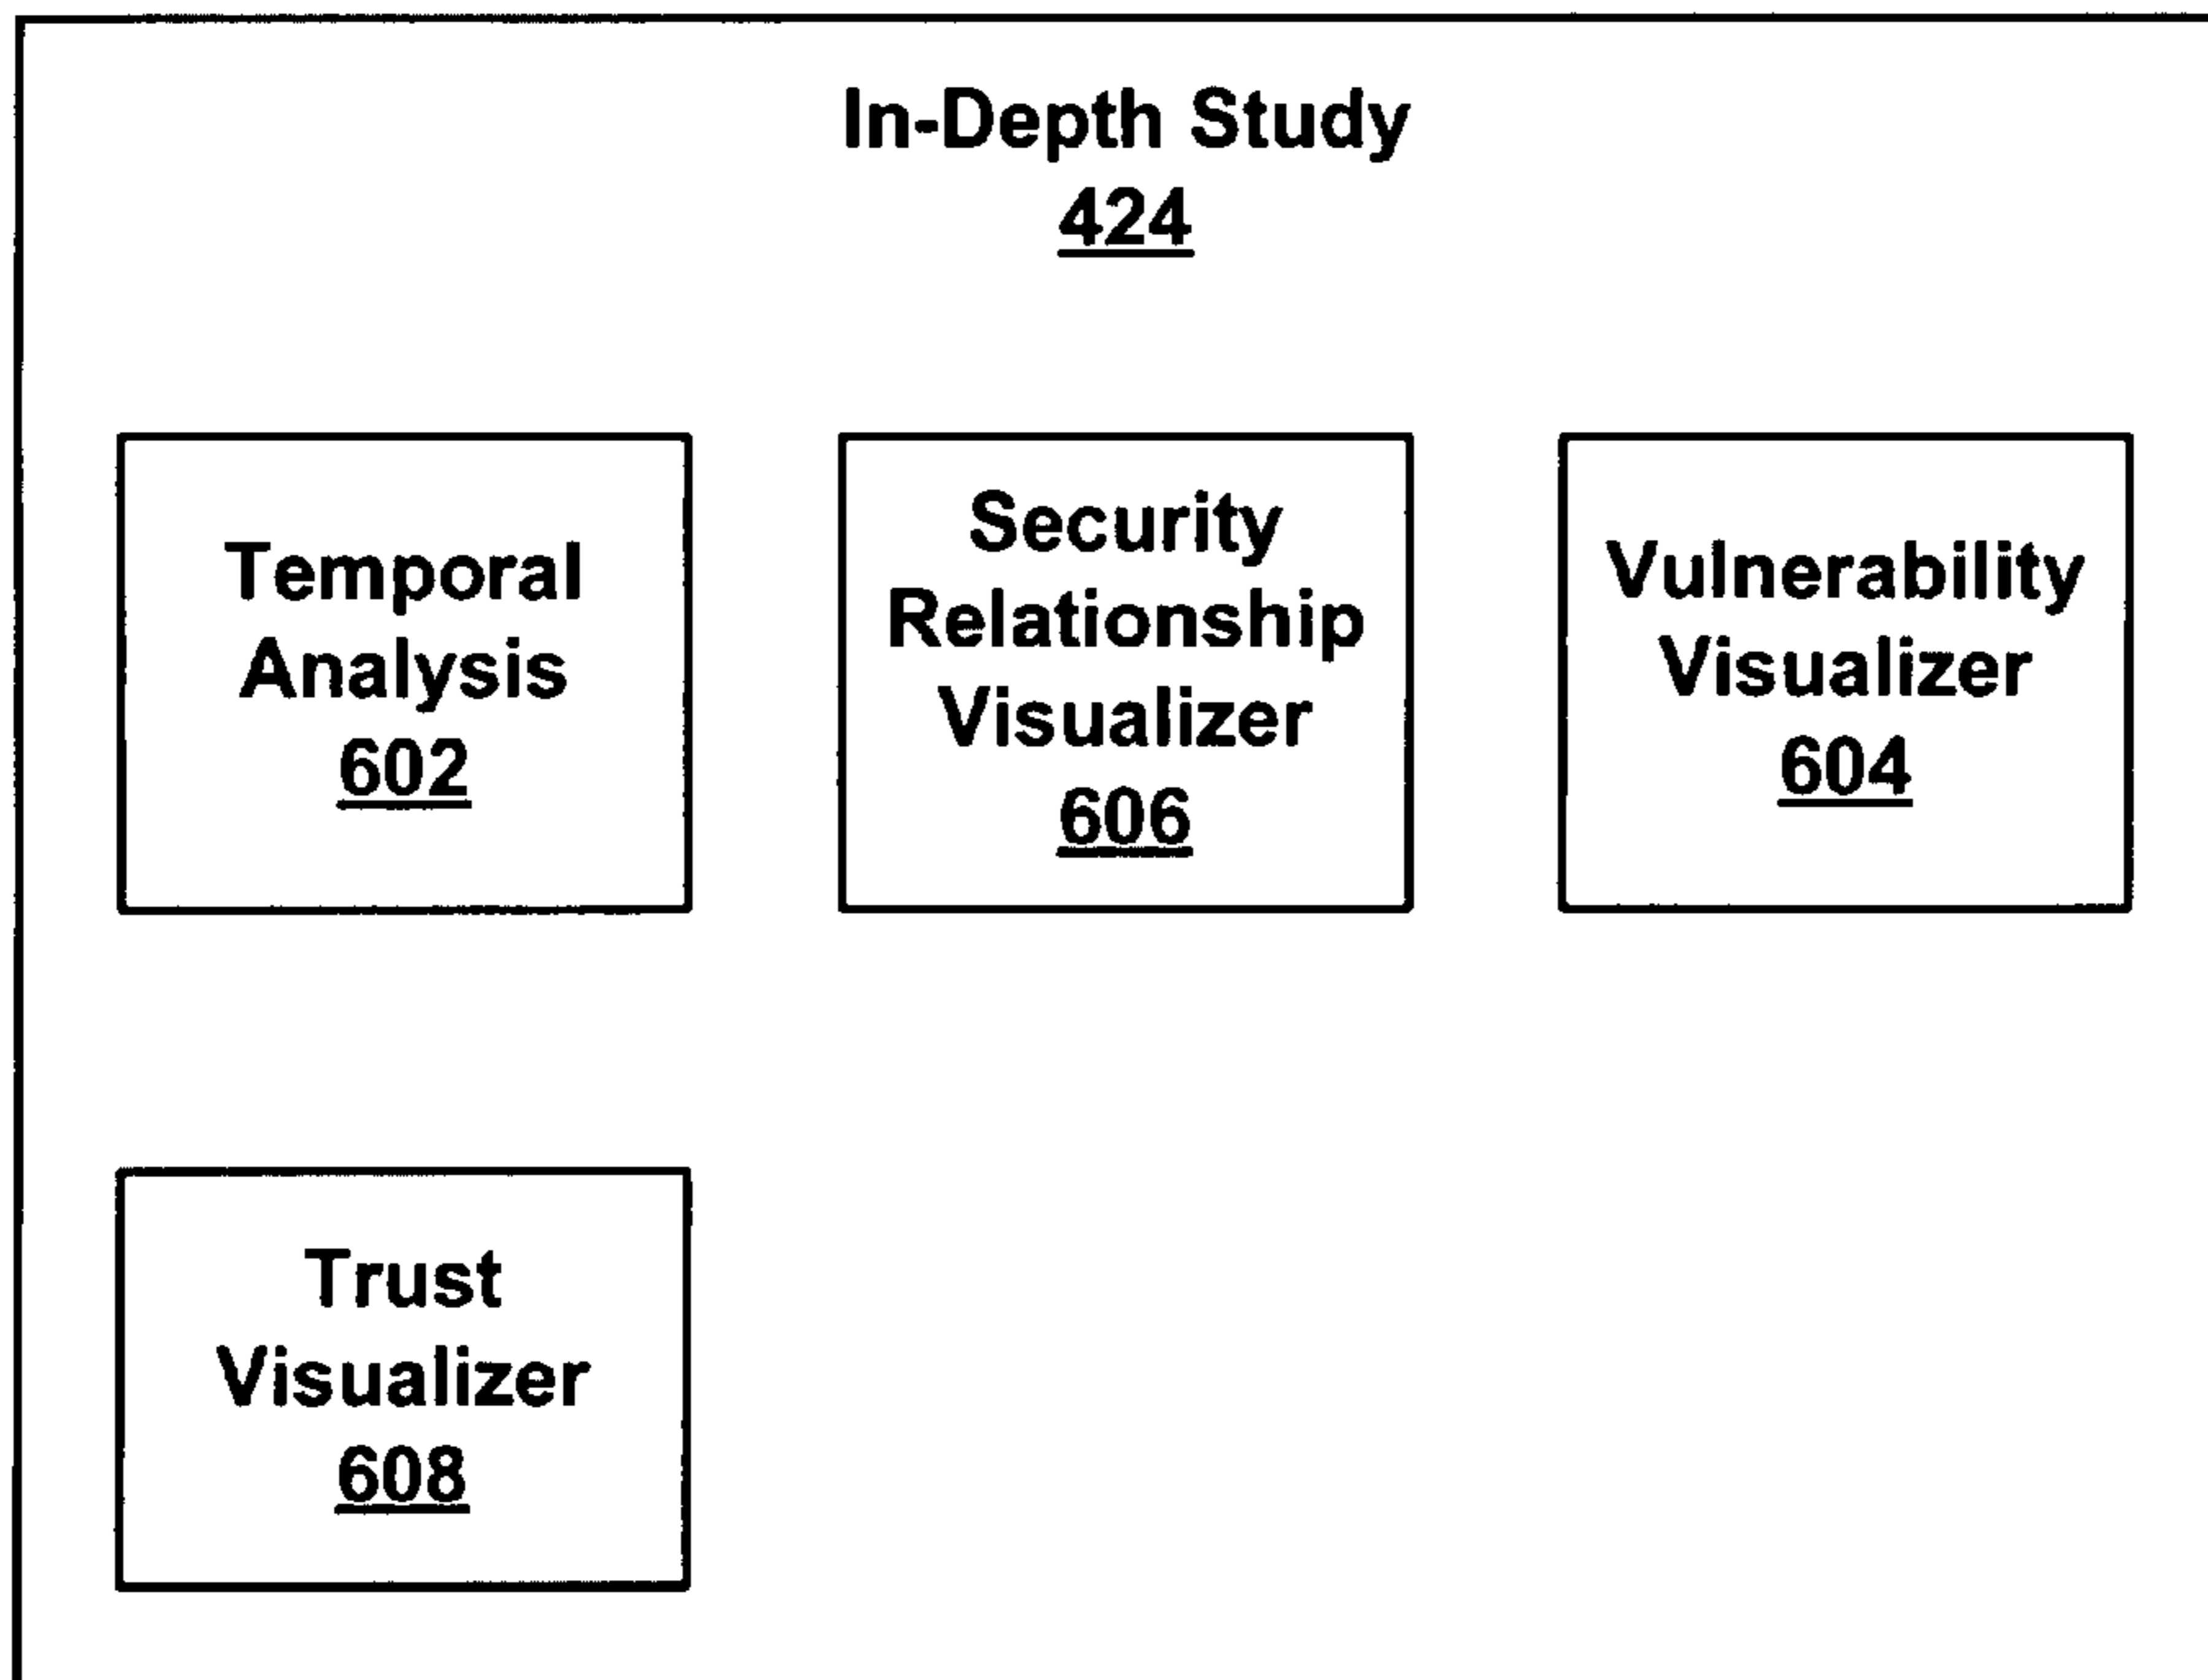 In-Depth Study
424
Temporal
Analysis
602
Security
Relationship
Visualizer
606
Vulnerability
Visualizer
604
Trust
Visualizer
608